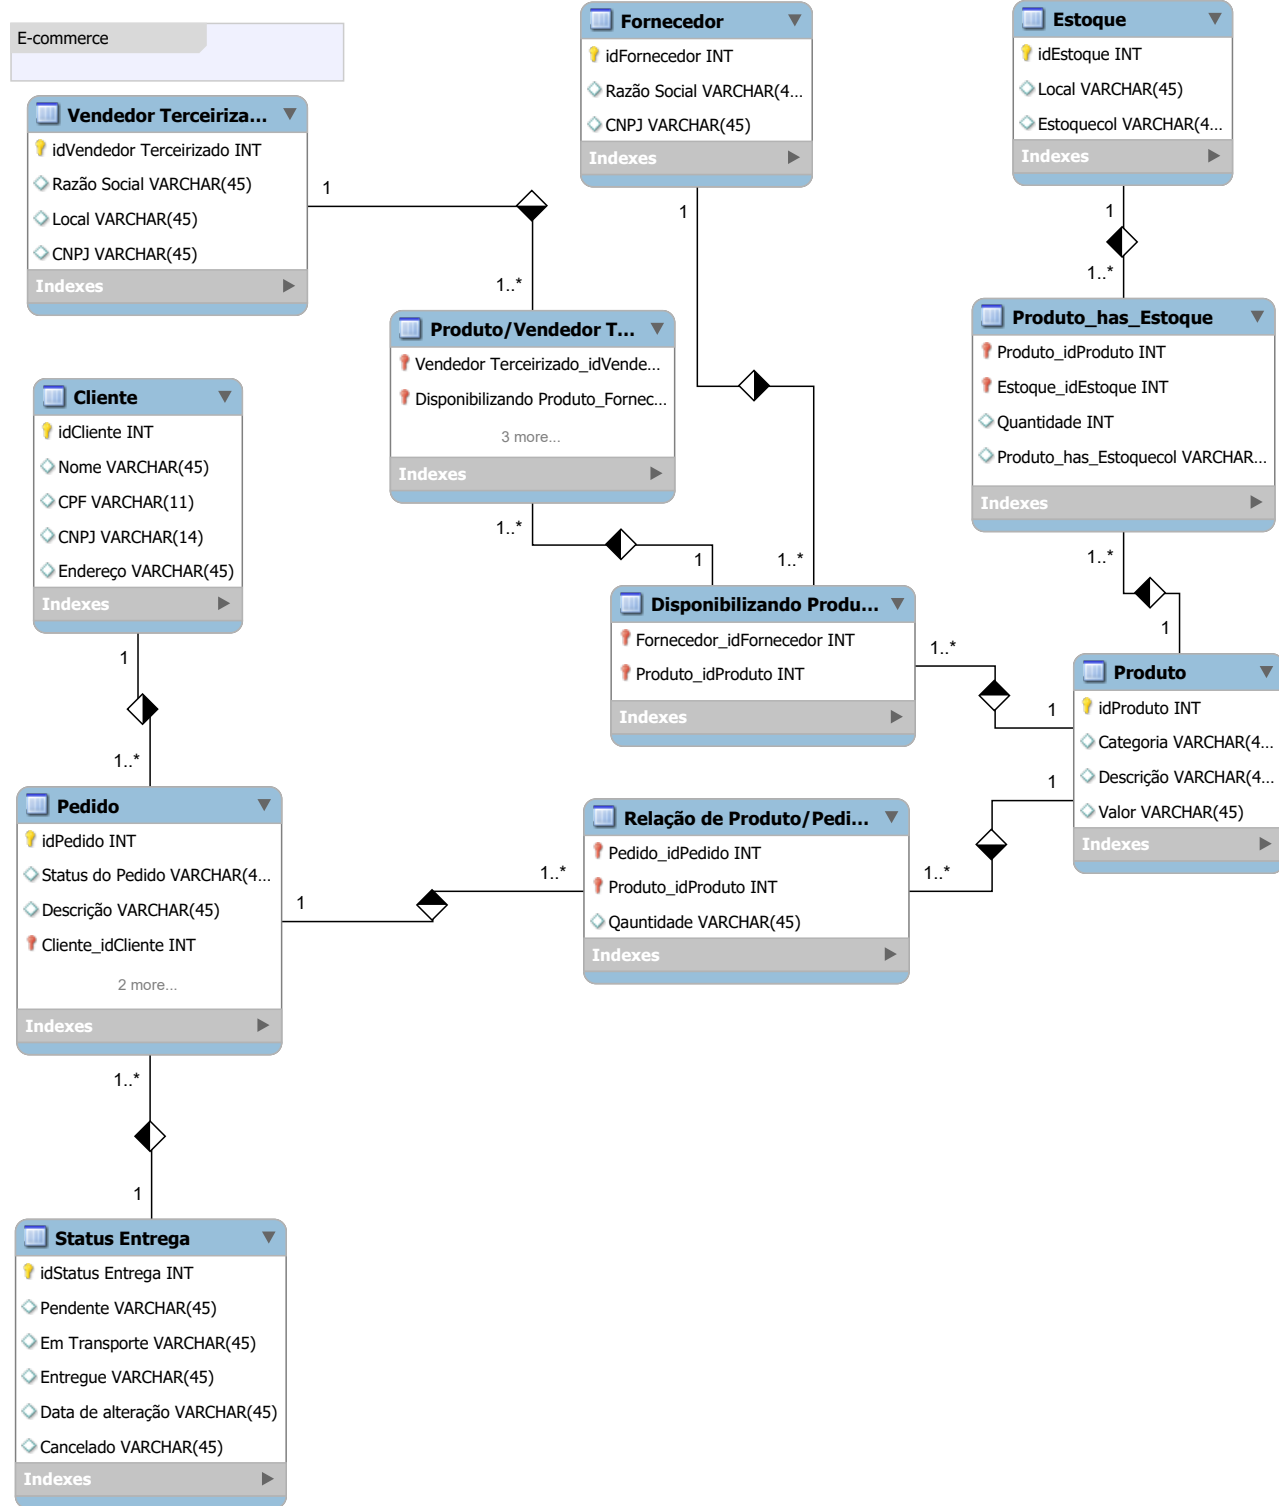 E-commerce
Vendedor Terceiriza...
idVendedor Terceirizado INT
Razão Social VARCHAR(45)
Local VARCHAR(45)
CNPJ VARCHAR(45)
Indexes
Fornecedor
idFornecedor INT
Razão Social VARCHAR(4...
CNPJ VARCHAR(45)
Indexes
Estoque
idEstoque INT
Local VARCHAR(45)
Estoquecol VARCHAR(4...
Indexes
1
1..*
1
1..*
1
1..*
Produto/Vendedor T...
Vendedor Terceirizado_idVende...
Disponibilizando Produto_Fornec...
3 more...
Indexes
1..*
1
Produto_has_Estoque
Produto_idProduto INT
Estoque_idEstoque INT
Quantidade INT
Produto_has_Estoquecol VARCHAR...
Indexes
1..*
1
Cliente
idCliente INT
Nome VARCHAR(45)
CPF VARCHAR(11)
CNPJ VARCHAR(14)
Endereço VARCHAR(45)
Indexes
1
1..*
Disponibilizando Produ...
Fornecedor_idFornecedor INT
Produto_idProduto INT
Indexes
1..*
1
Produto
idProduto INT
Categoria VARCHAR(4...
Descrição VARCHAR(4...
Valor VARCHAR(45)
Indexes
1
1..*
Pedido
idPedido INT
Status do Pedido VARCHAR(4...
Descrição VARCHAR(45)
Cliente_idCliente INT
2 more...
Indexes
1
1..*
Relação de Produto/Pedi...
Pedido_idPedido INT
Produto_idProduto INT
Qauntidade VARCHAR(45)
Indexes
1..*
1
Status Entrega
idStatus Entrega INT
Pendente VARCHAR(45)
Em Transporte VARCHAR(45)
Entregue VARCHAR(45)
Data de alteração VARCHAR(45)
Cancelado VARCHAR(45)
Indexes